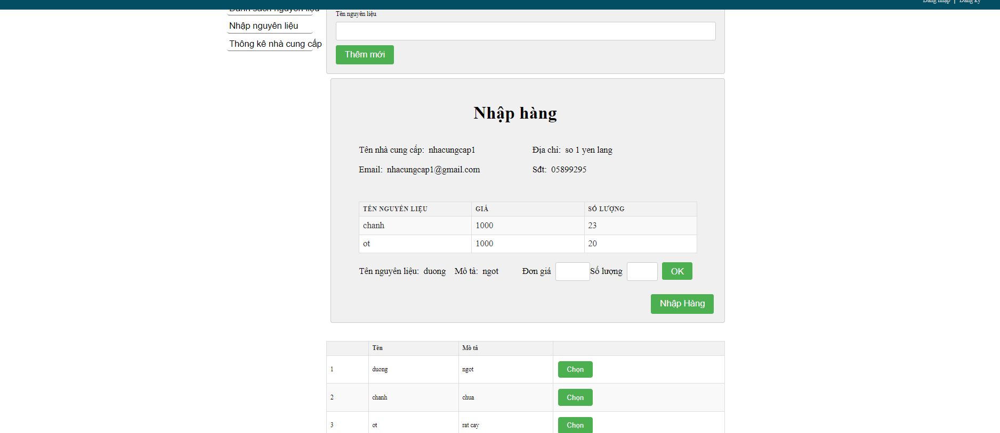 Đăng nhập | Đăng ký
Danh sách nguyên liệu
Nhập nguyên liệu
Thông kê nhà cung cấp
Tên nguyên liệu
Thêm mới
Nhập hàng
Tên nhà cung cấp: nhacungcap1 Địa chỉ: so 1 yen lang
Email: nhacungcap1@gmail.com Sđt: 05899295
TÊN NGUYÊN LIỆU GIÁ SỐ LƯỢNG
chanh 1000 23
ot 1000 20
Tên nguyên liệu: duong Mô tả: ngot Đơn giá Số lượng OK
Nhập Hàng
Tên Mô tả
1 duong ngot Chọn
2 chanh chua Chọn
3 ot rat cay Chọn